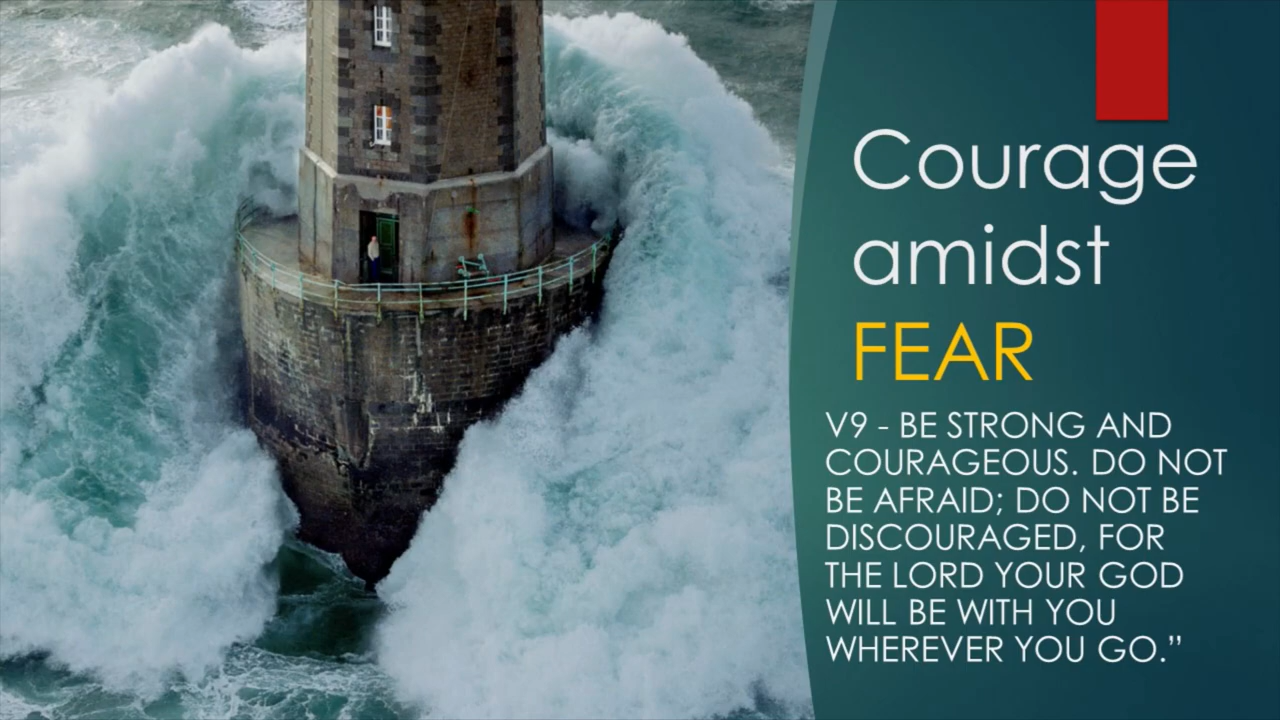 Courage
amidst
FEAR
V9 - BE STRONG AND
COURAGEOUS. DO NOT
BE AFRAID; DO NOT BE
DISCOURAGED, FOR
THE LORD YOUR GOD
WILL BE WITH YOU
WHEREVER YOU GO.”